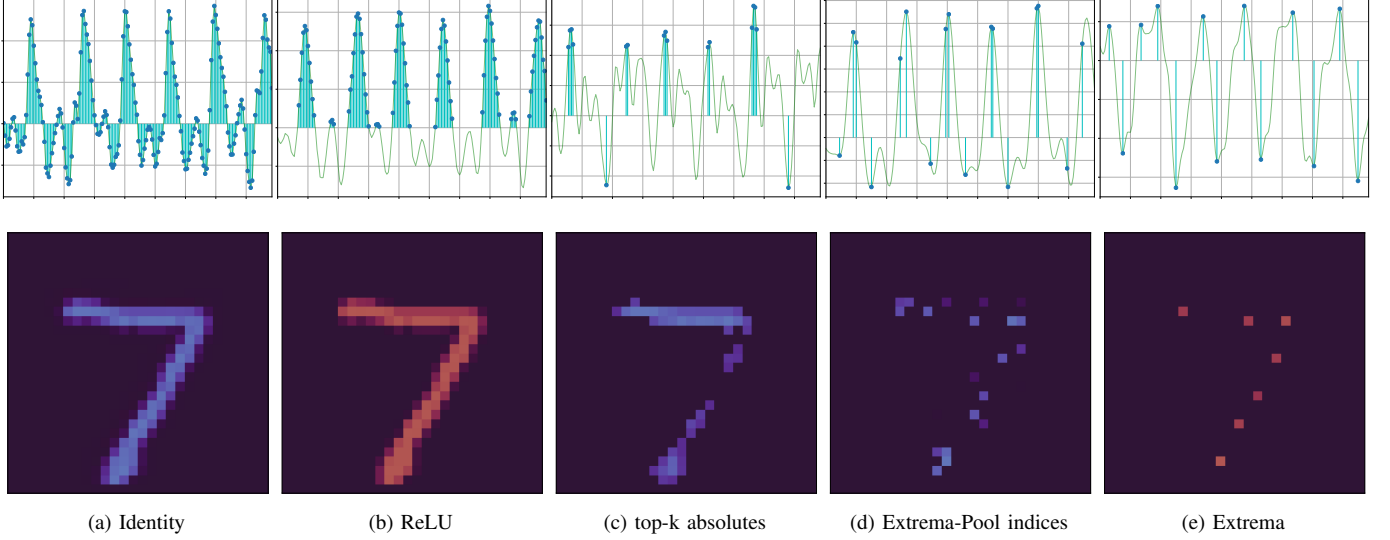 (a) Identity
(b) ReLU
(c) top-k absolutes
(d) Extrema-Pool indices
(e) Extrema